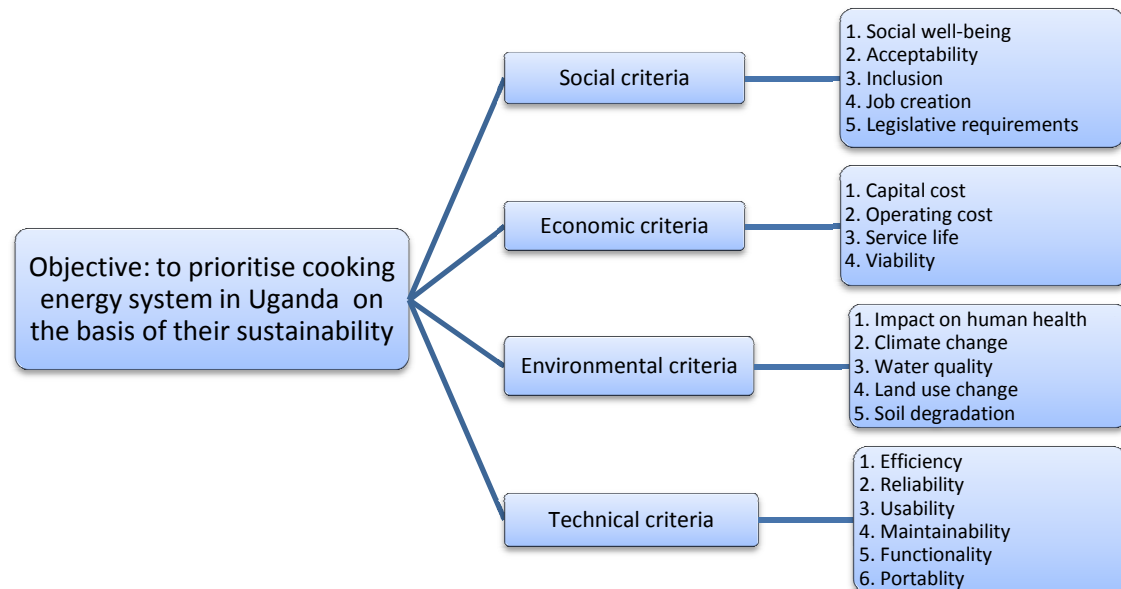 Objective: to prioritise cooking
energy system in Uganda on
the basis of their sustainability
Social criteria
1. Social well-being
2. Acceptability
3. Inclusion
4. Job creation
5. Legislative requirements
Economic criteria
1. Capital cost
2. Operating cost
3. Service life
4. Viability
Environmental criteria
1. Impact on human health
2. Climate change
3. Water quality
4. Land use change
5. Soil degradation
Technical criteria
1. Efficiency
2. Reliability
3. Usability
4. Maintainability
5. Functionality
6. Portablity